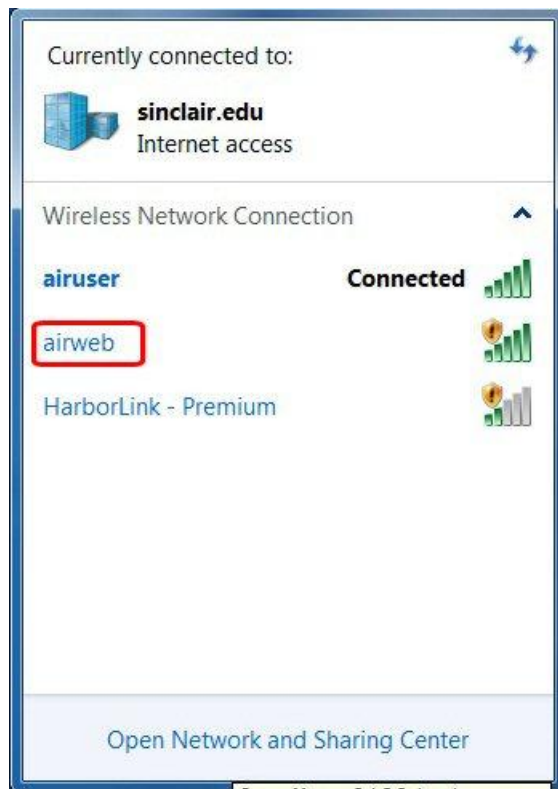 Currently connected to:
sinclair.edu
Internet access
Wireless Network Connection
airuser Connected
airweb
HarborLink - Premium
Open Network and Sharing Center